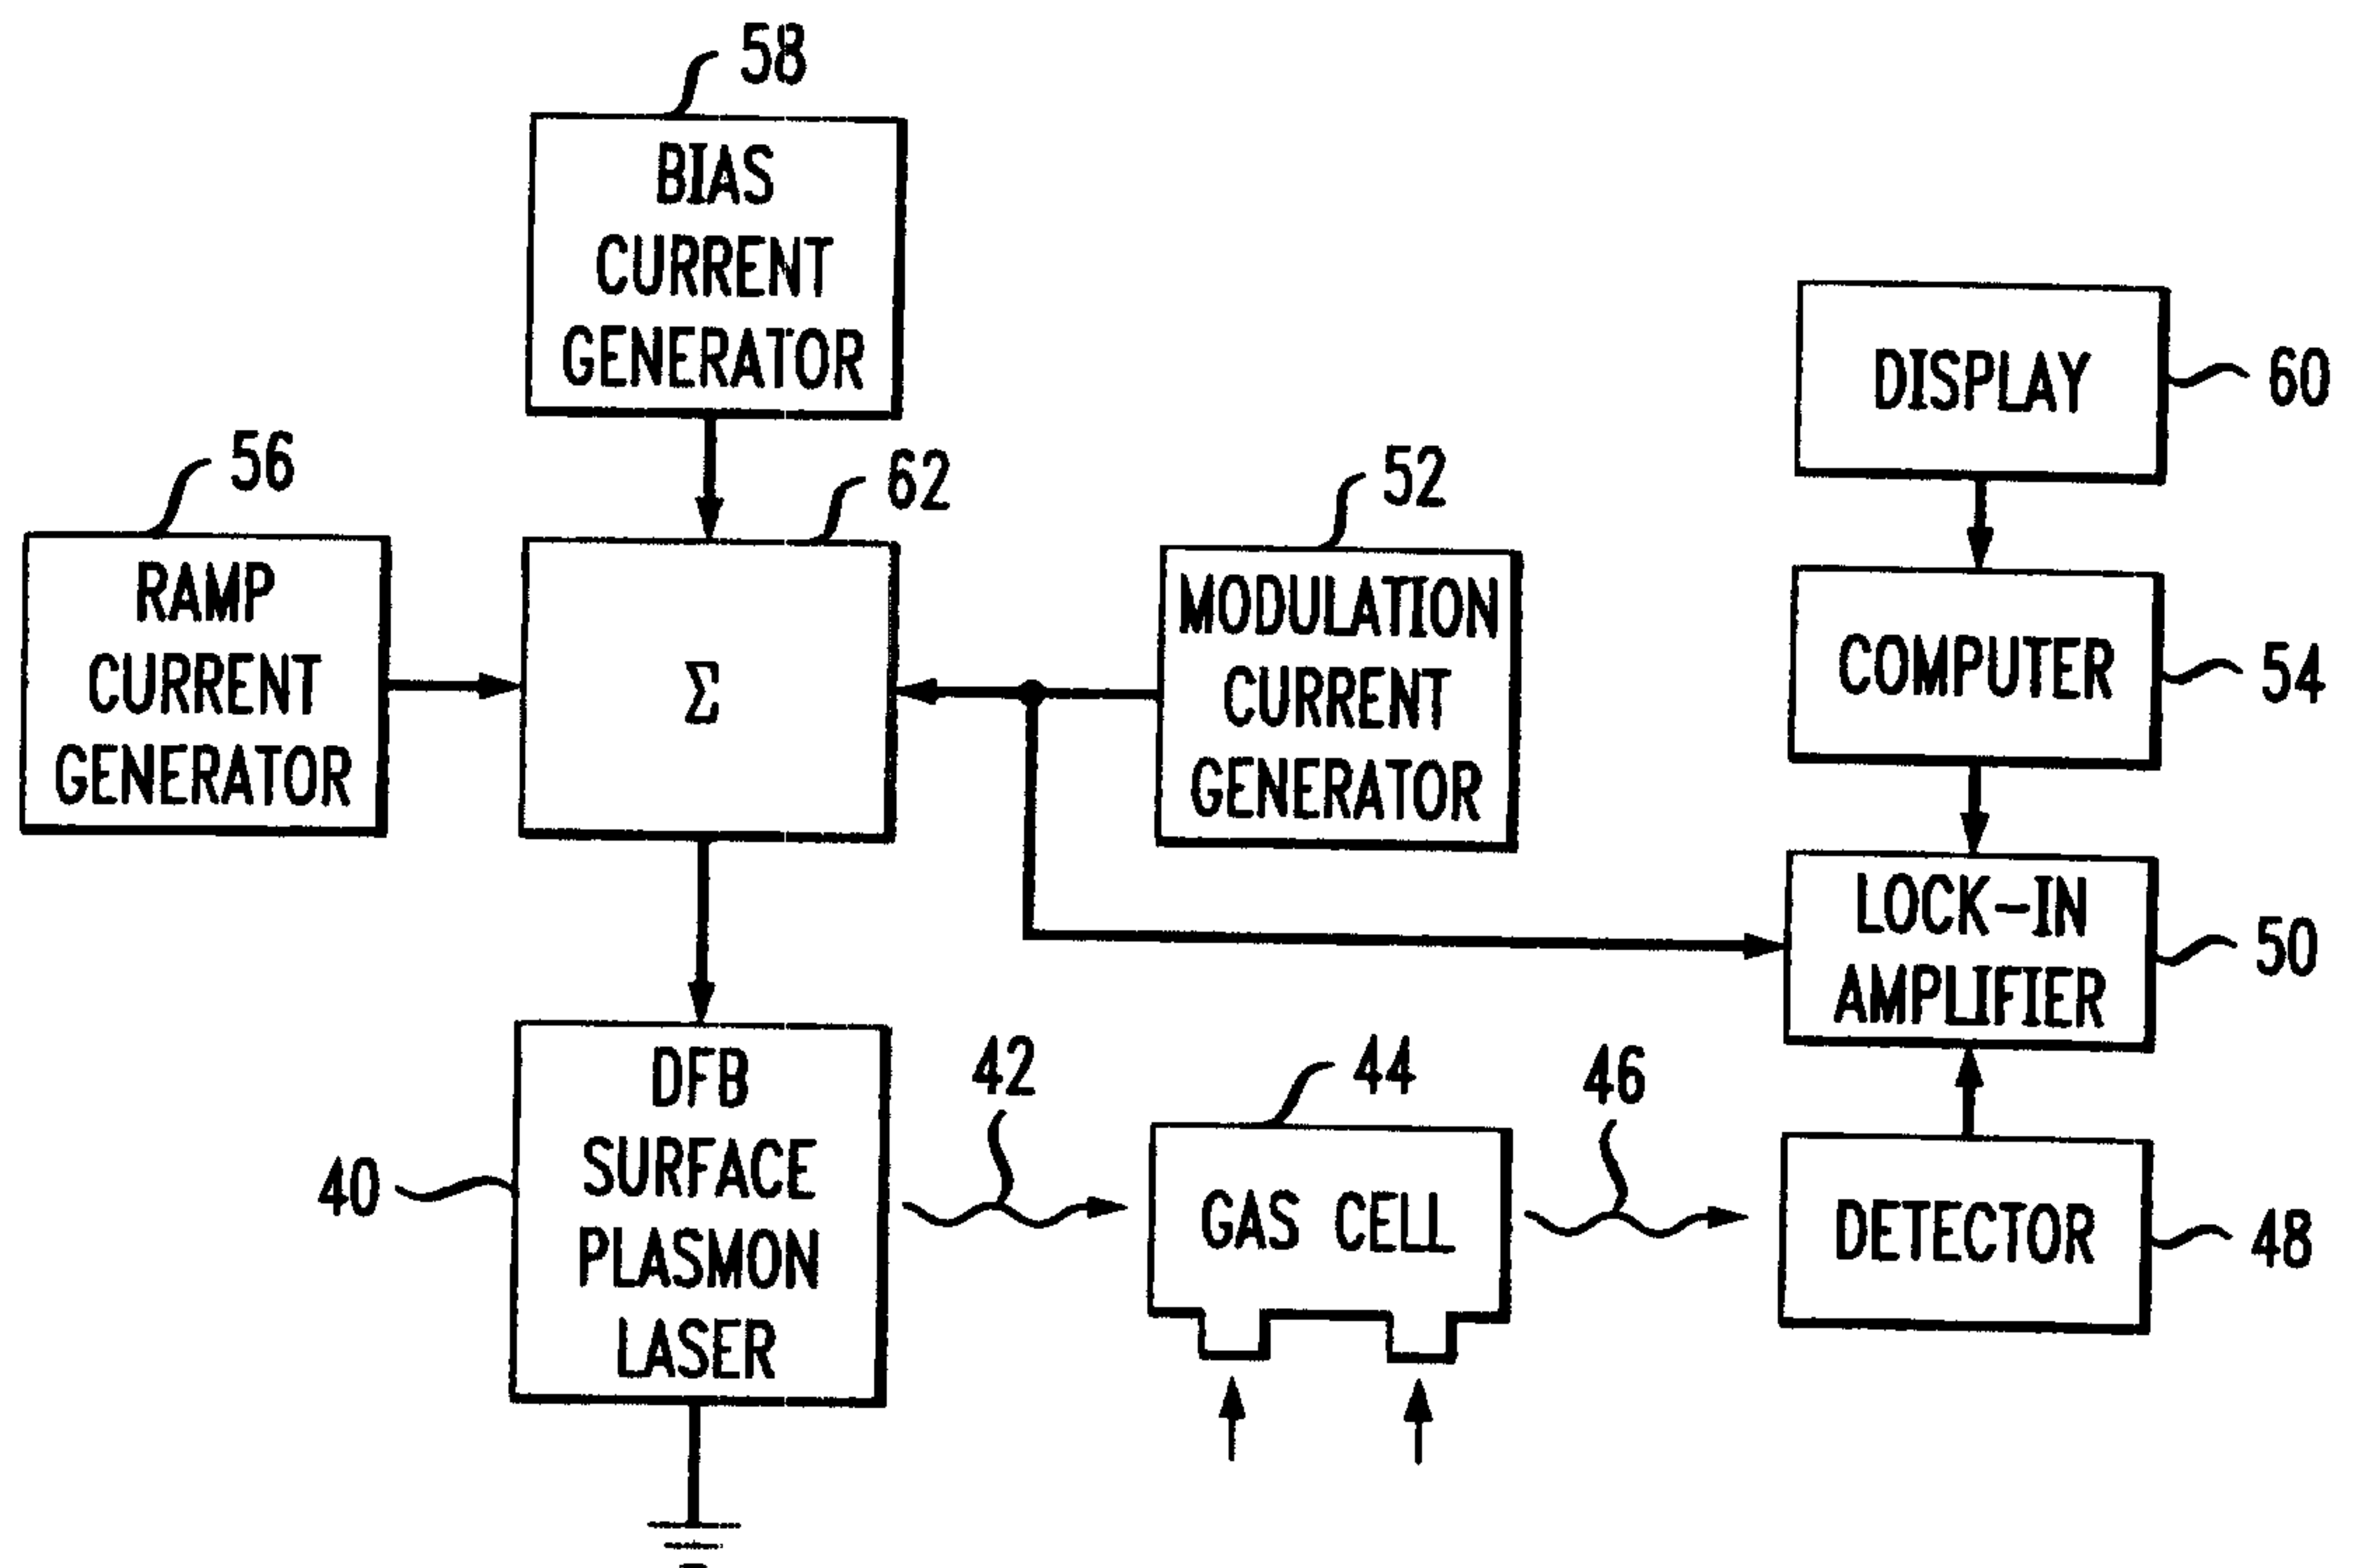 58
BIAS
CURRENT
GENERATOR
56
RAMP
CURRENT
GENERATOR
62
Σ
52
MODULATION
CURRENT
GENERATOR
DISPLAY
60
COMPUTER
54
LOCK-IN
AMPLIFIER
50
40
DFB
SURFACE
PLASMON
LASER
42
44
GAS CELL
46
DETECTOR
48